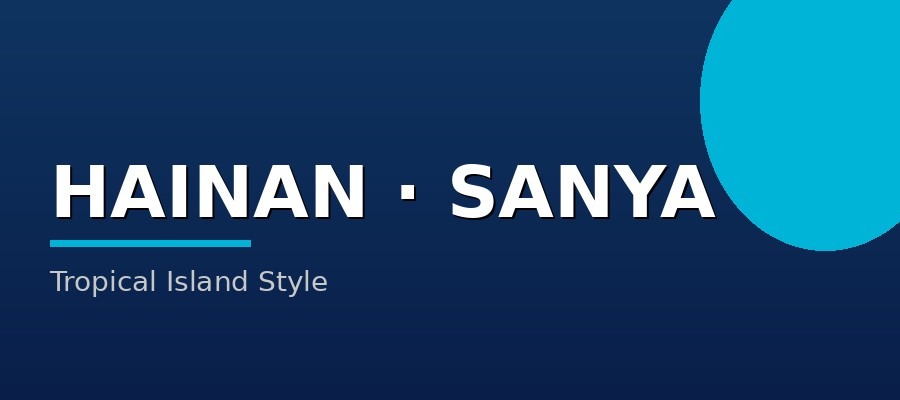 HAINAN · SANYA
Tropical Island Style